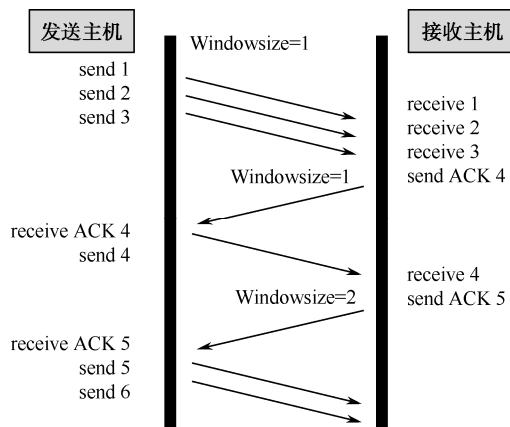 发送主机
Windowsize=1
接收主机
send 1
send 2
send 3
receive 1
receive 2
receive 3
send ACK 4
Windowsize=1
receive ACK 4
send 4
receive 4
send ACK 5
Windowsize=2
receive ACK 5
send 5
send 6